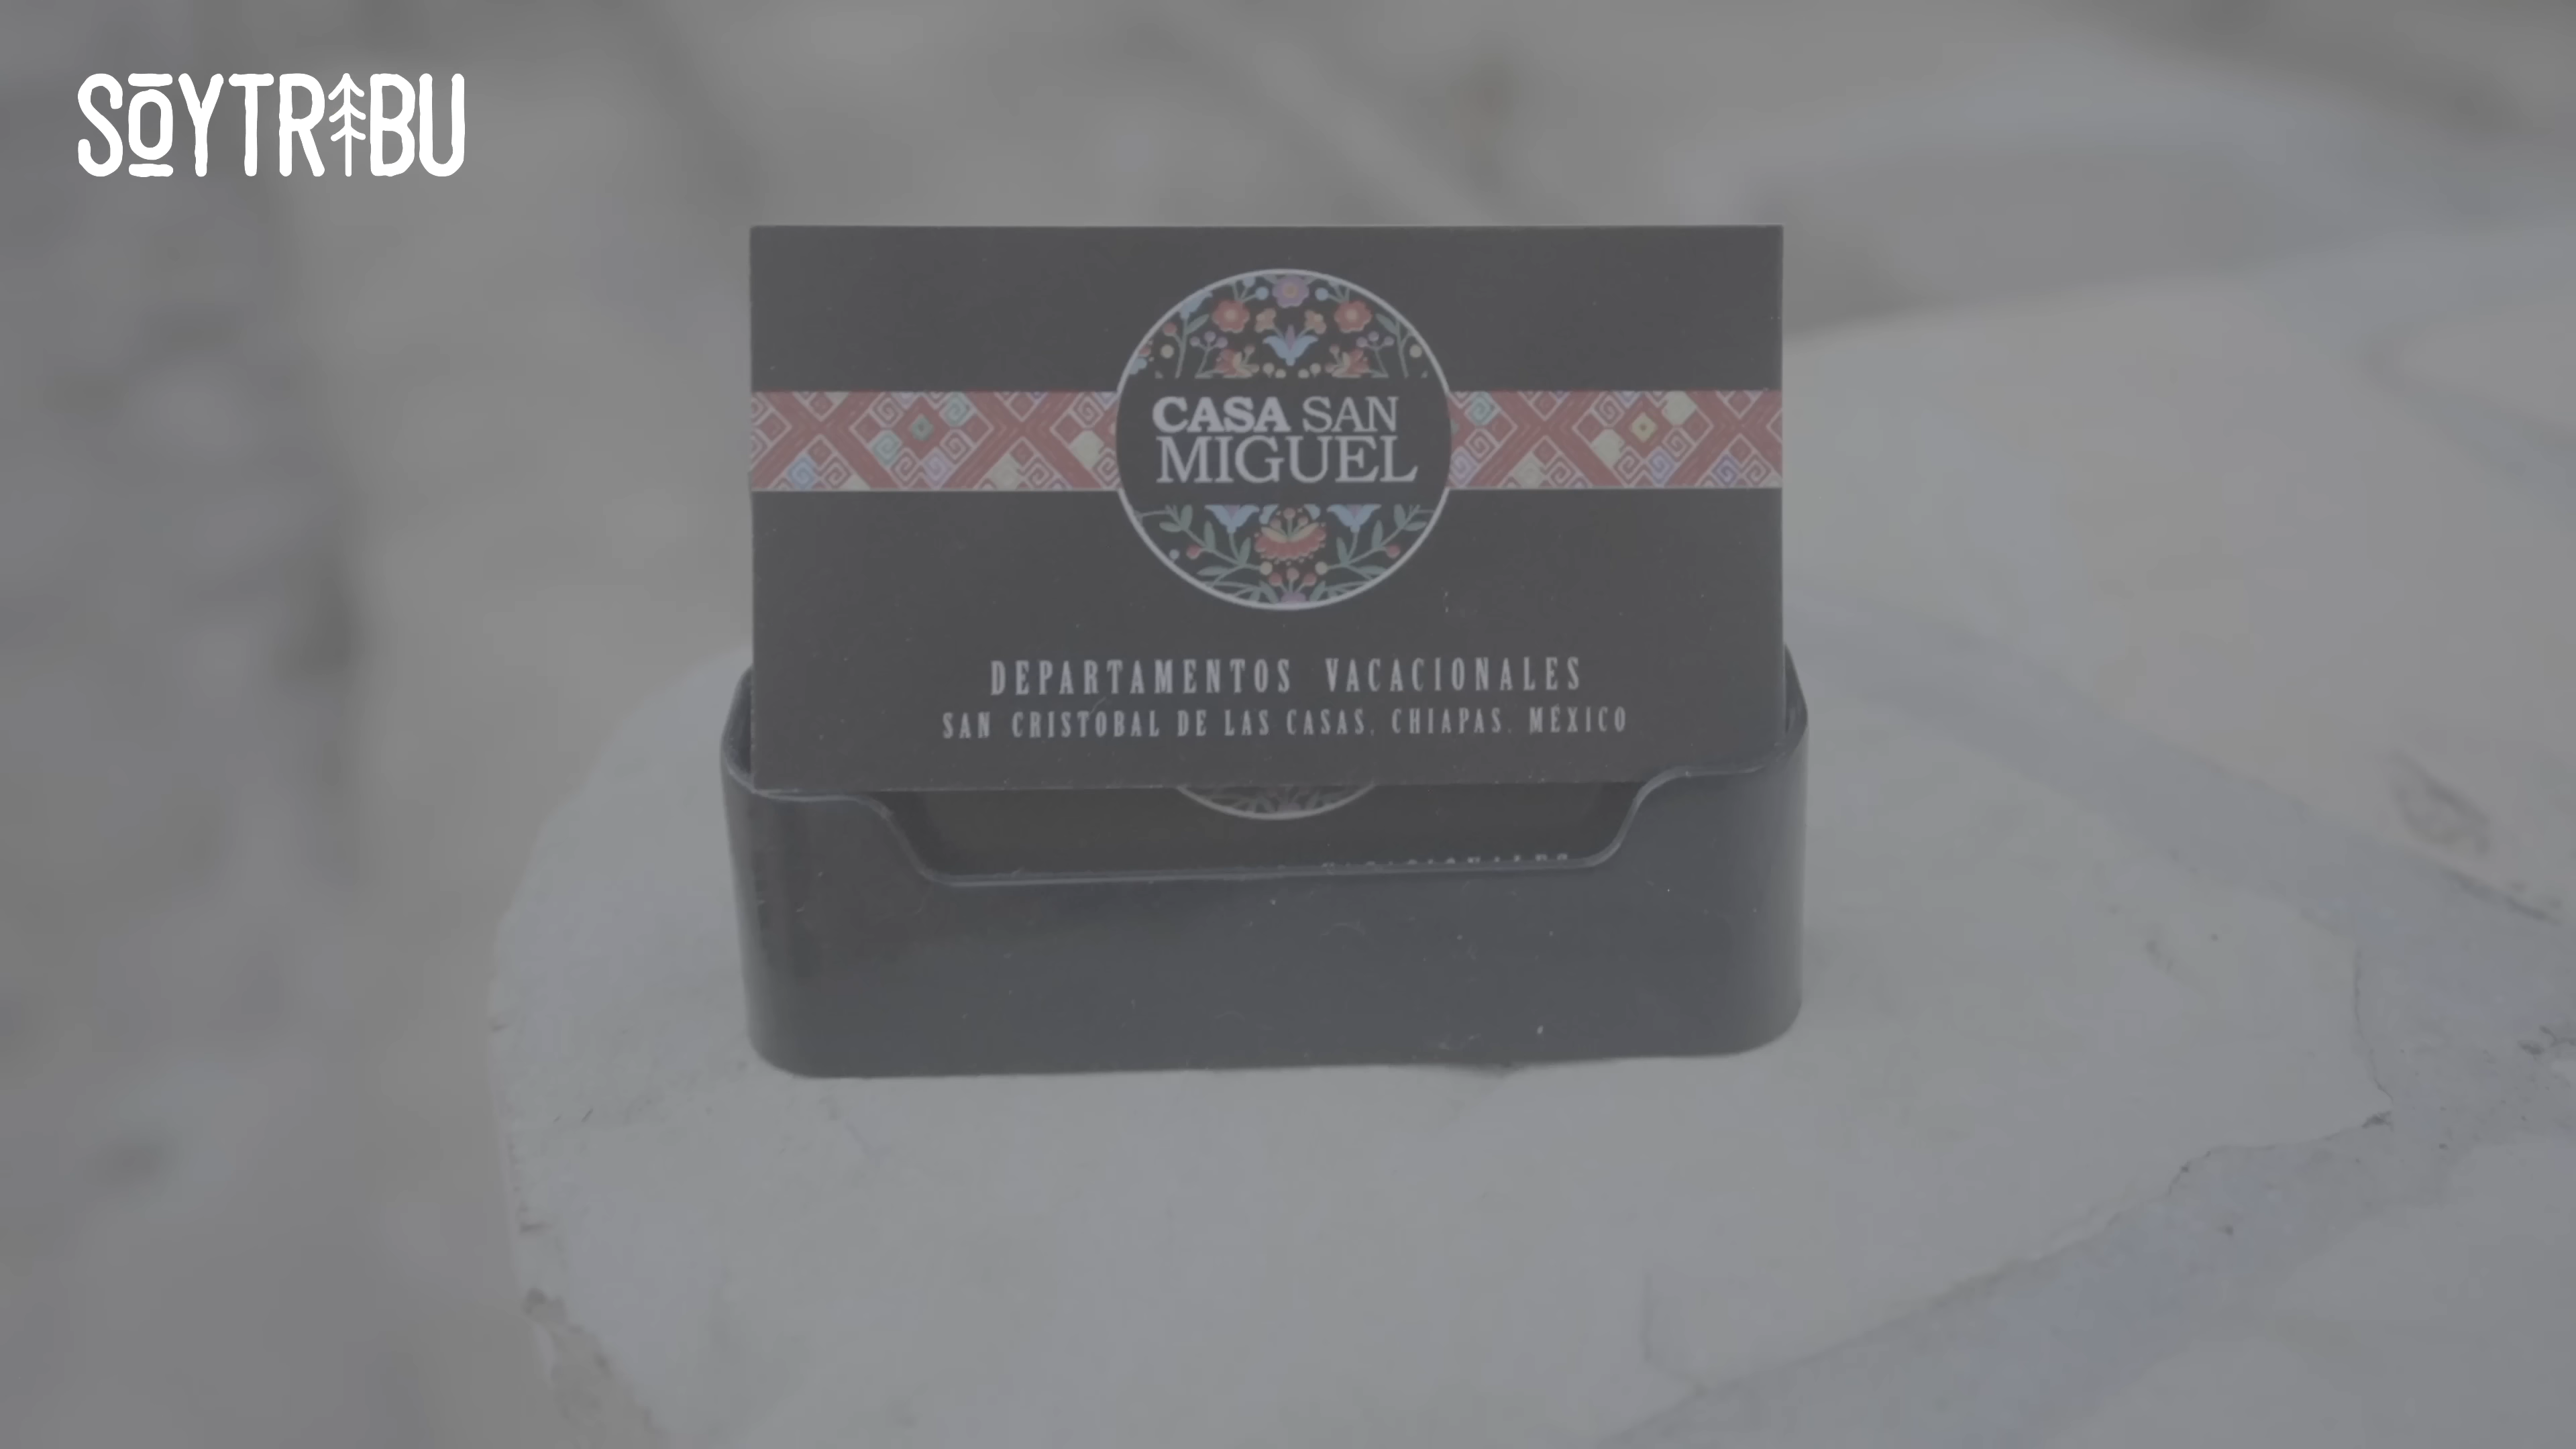 SOYTRIBU
CASA SAN
MIGUEL
DEPARTAMENTOS VACACIONALES
SAN CRISTOBAL DE LAS CASAS, CHIAPAS. MÉXICO